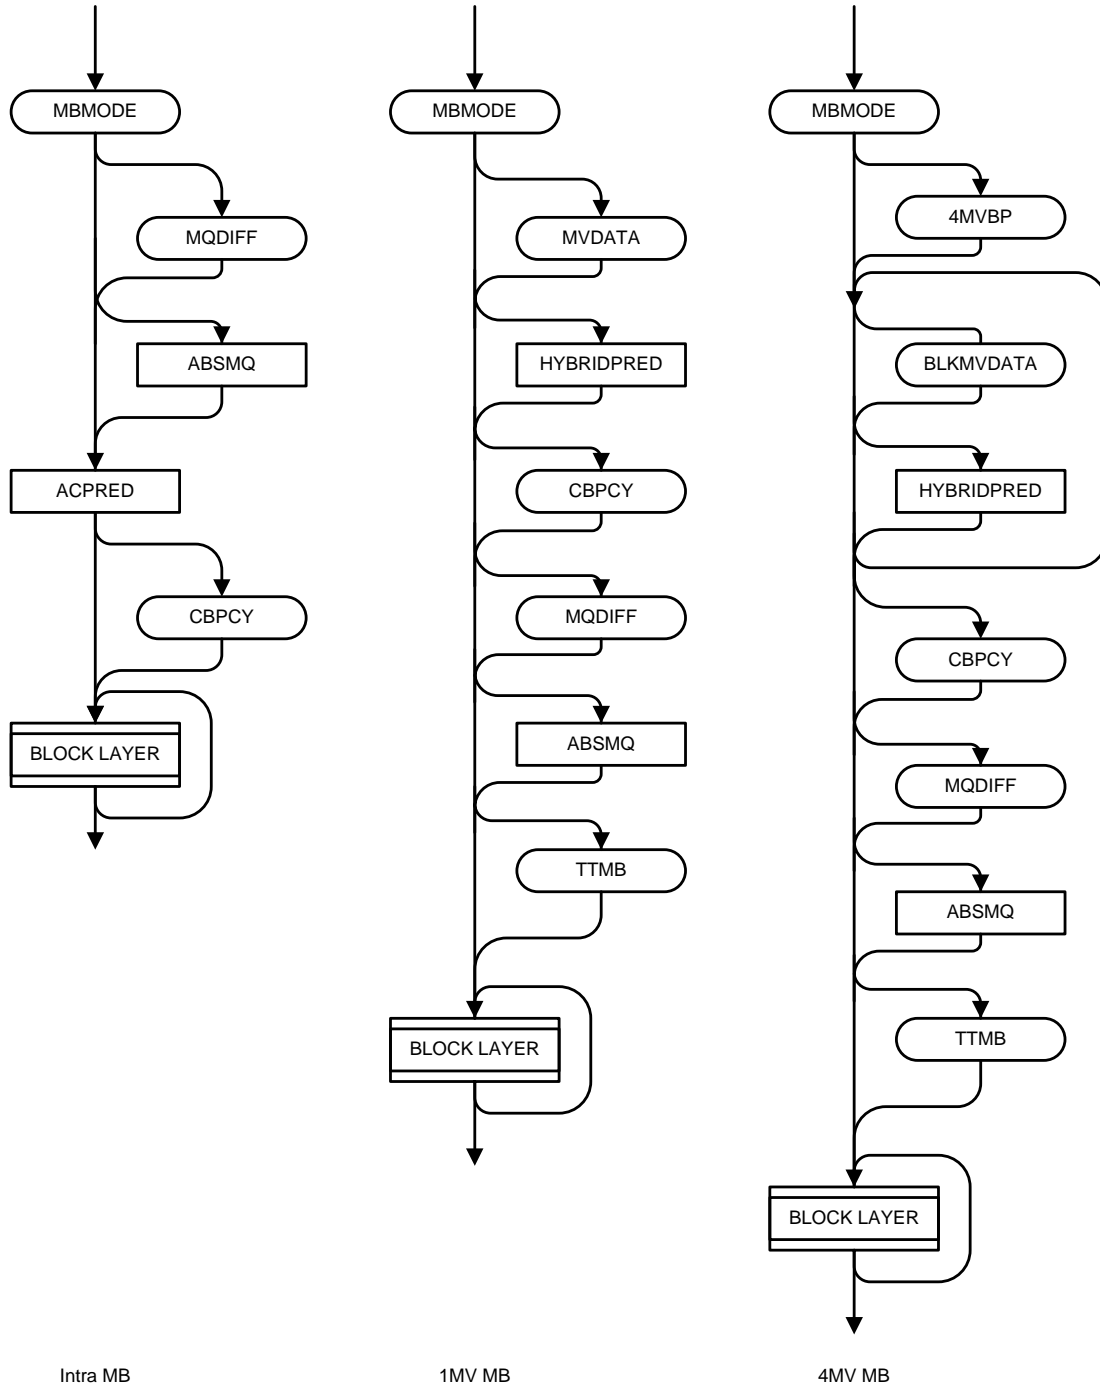 MBMODE
MQDIFF
ABSMQ
ACPRED
CBPCY
BLOCK LAYER
Intra MB
MBMODE
MVDATA
HYBRIDPRED
CBPCY
MQDIFF
ABSMQ
TTMB
BLOCK LAYER
1MV MB
MBMODE
4MVBP
BLKMVDATA
HYBRIDPRED
CBPCY
MQDIFF
ABSMQ
TTMB
BLOCK LAYER
4MV MB